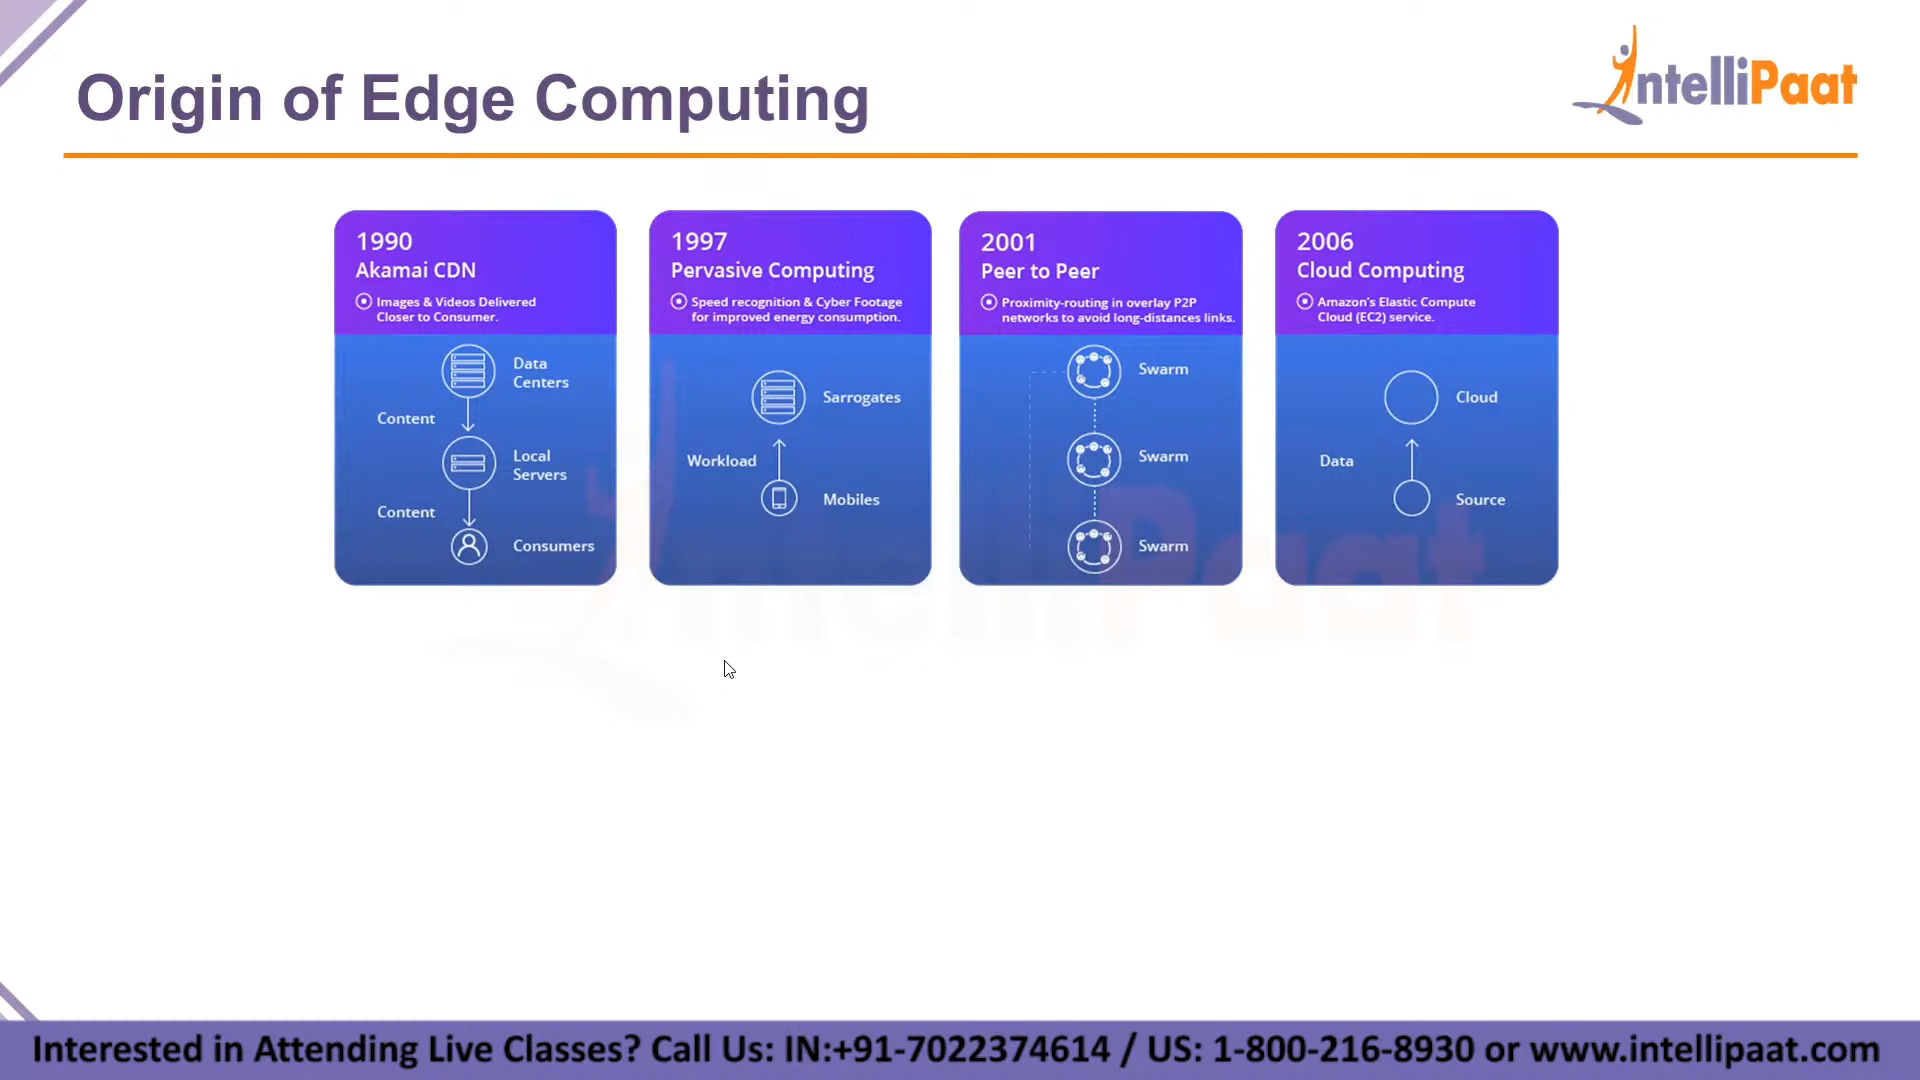 Origin of Edge Computing
IntelliPaat
1990
Akamai CDN
Images & Videos Delivered
Closer to Consumer.
Data
Centers
Content
Local
Servers
Content
Consumers
1997
Pervasive Computing
Speed recognition & Cyber Footage
for improved energy consumption.
Sarrogates
Workload
Mobiles
2001
Peer to Peer
Proximity-routing in overlay P2P
networks to avoid long-distances links.
Swarm
Swarm
Swarm
2006
Cloud Computing
Amazon's Elastic Compute
Cloud (EC2) service.
Cloud
Data
Source
IntelliPaat
Interested in Attending Live Classes? Call Us: IN:+91-7022374614 / US: 1-800-216-8930 or www.intellipaat.com